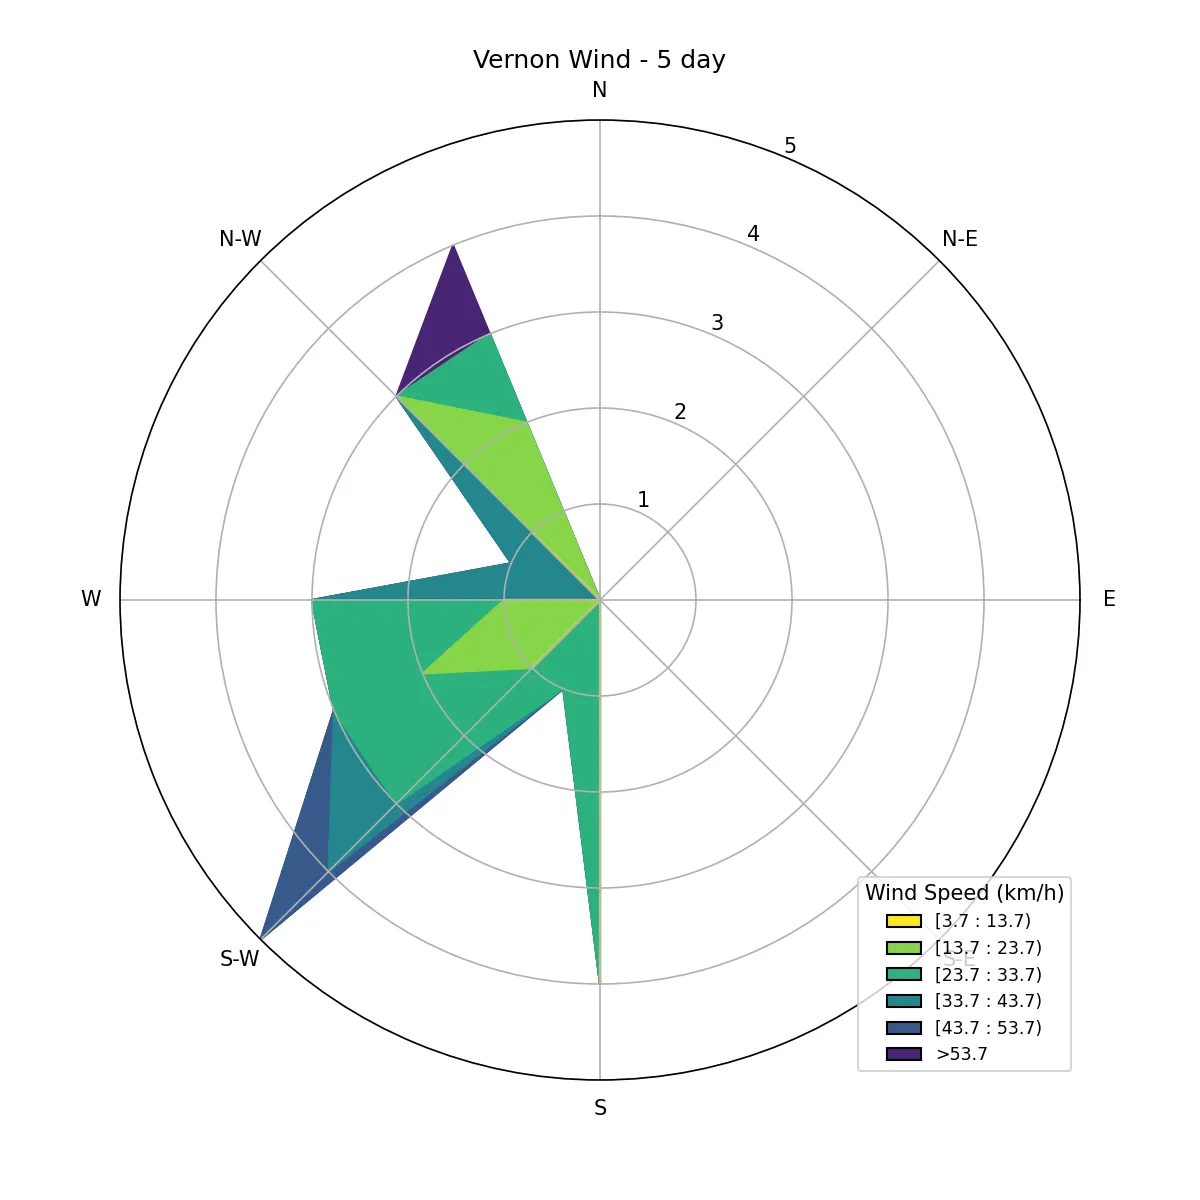 Vernon Wind - 5 day
N
5
N-W
N-E
4
3
2
1
W
E
S-W
S-E
Wind Speed (km/h)
[3.7 : 13.7)
[13.7 : 23.7)
[23.7 : 33.7)
[33.7 : 43.7)
[43.7 : 53.7)
>53.7
S